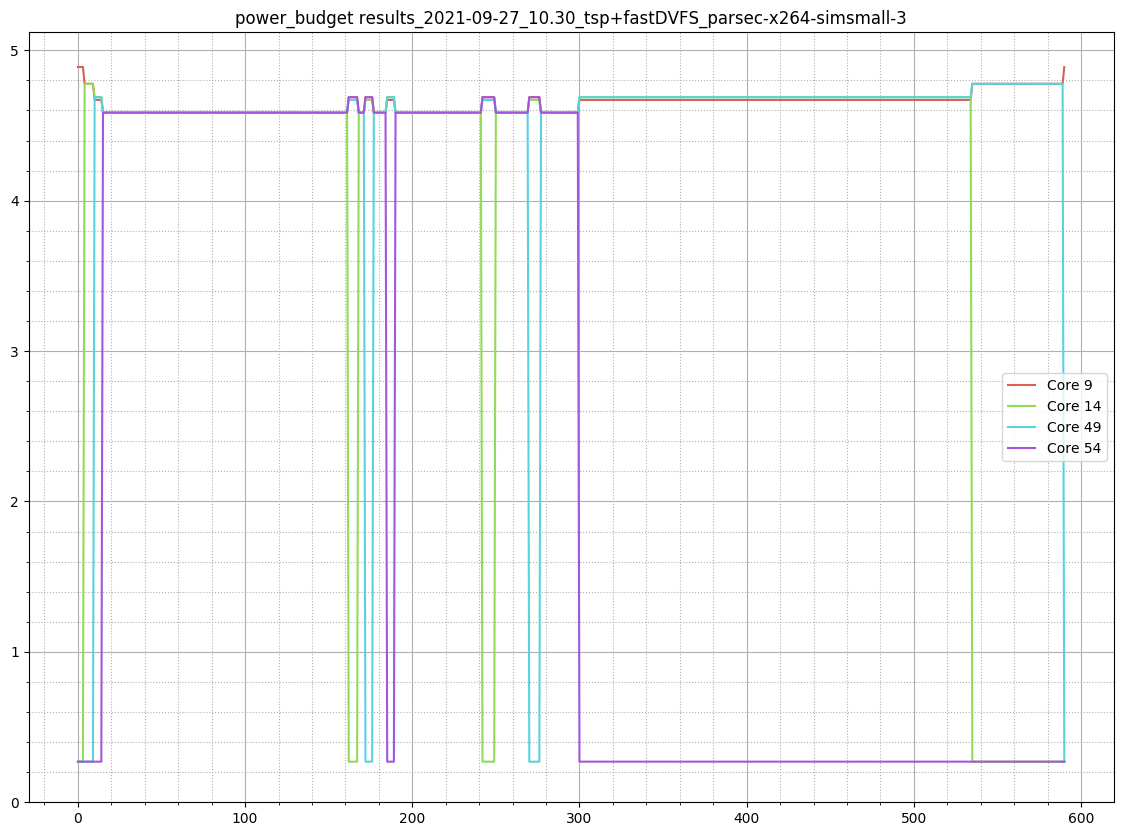 power_budget results_2021-09-27_10.30_tsp+fastDVFS_parsec-x264-simsmall-3
5
4
3
2
1
0
Core 9
Core 14
Core 49
Core 54
0 100 200 300 400 500 600